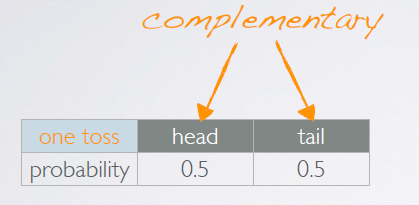 complementary
one toss head tail
probability 0.5 0.5